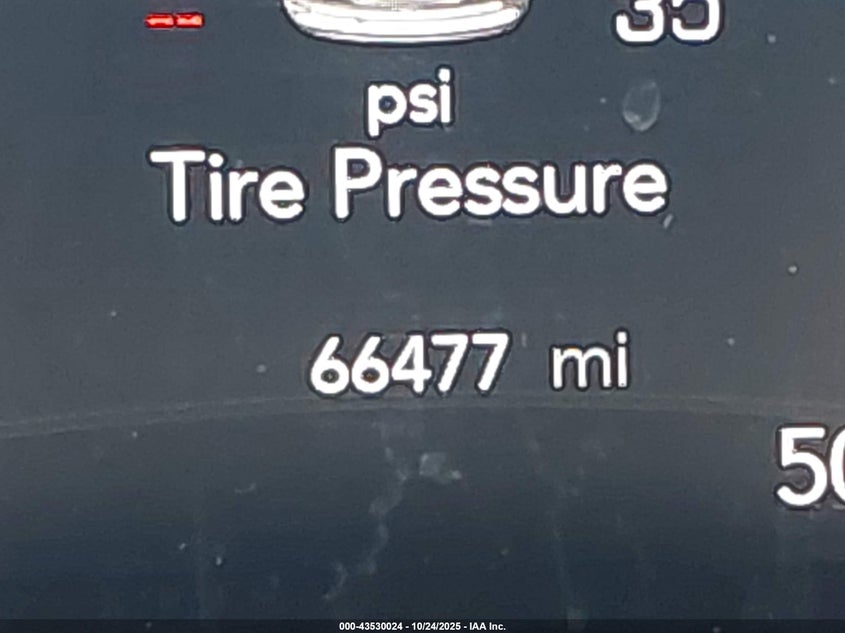 -- 35
psi
Tire Pressure
66477 mi
50
000-43530024 - 10/24/2025 - IAA Inc.